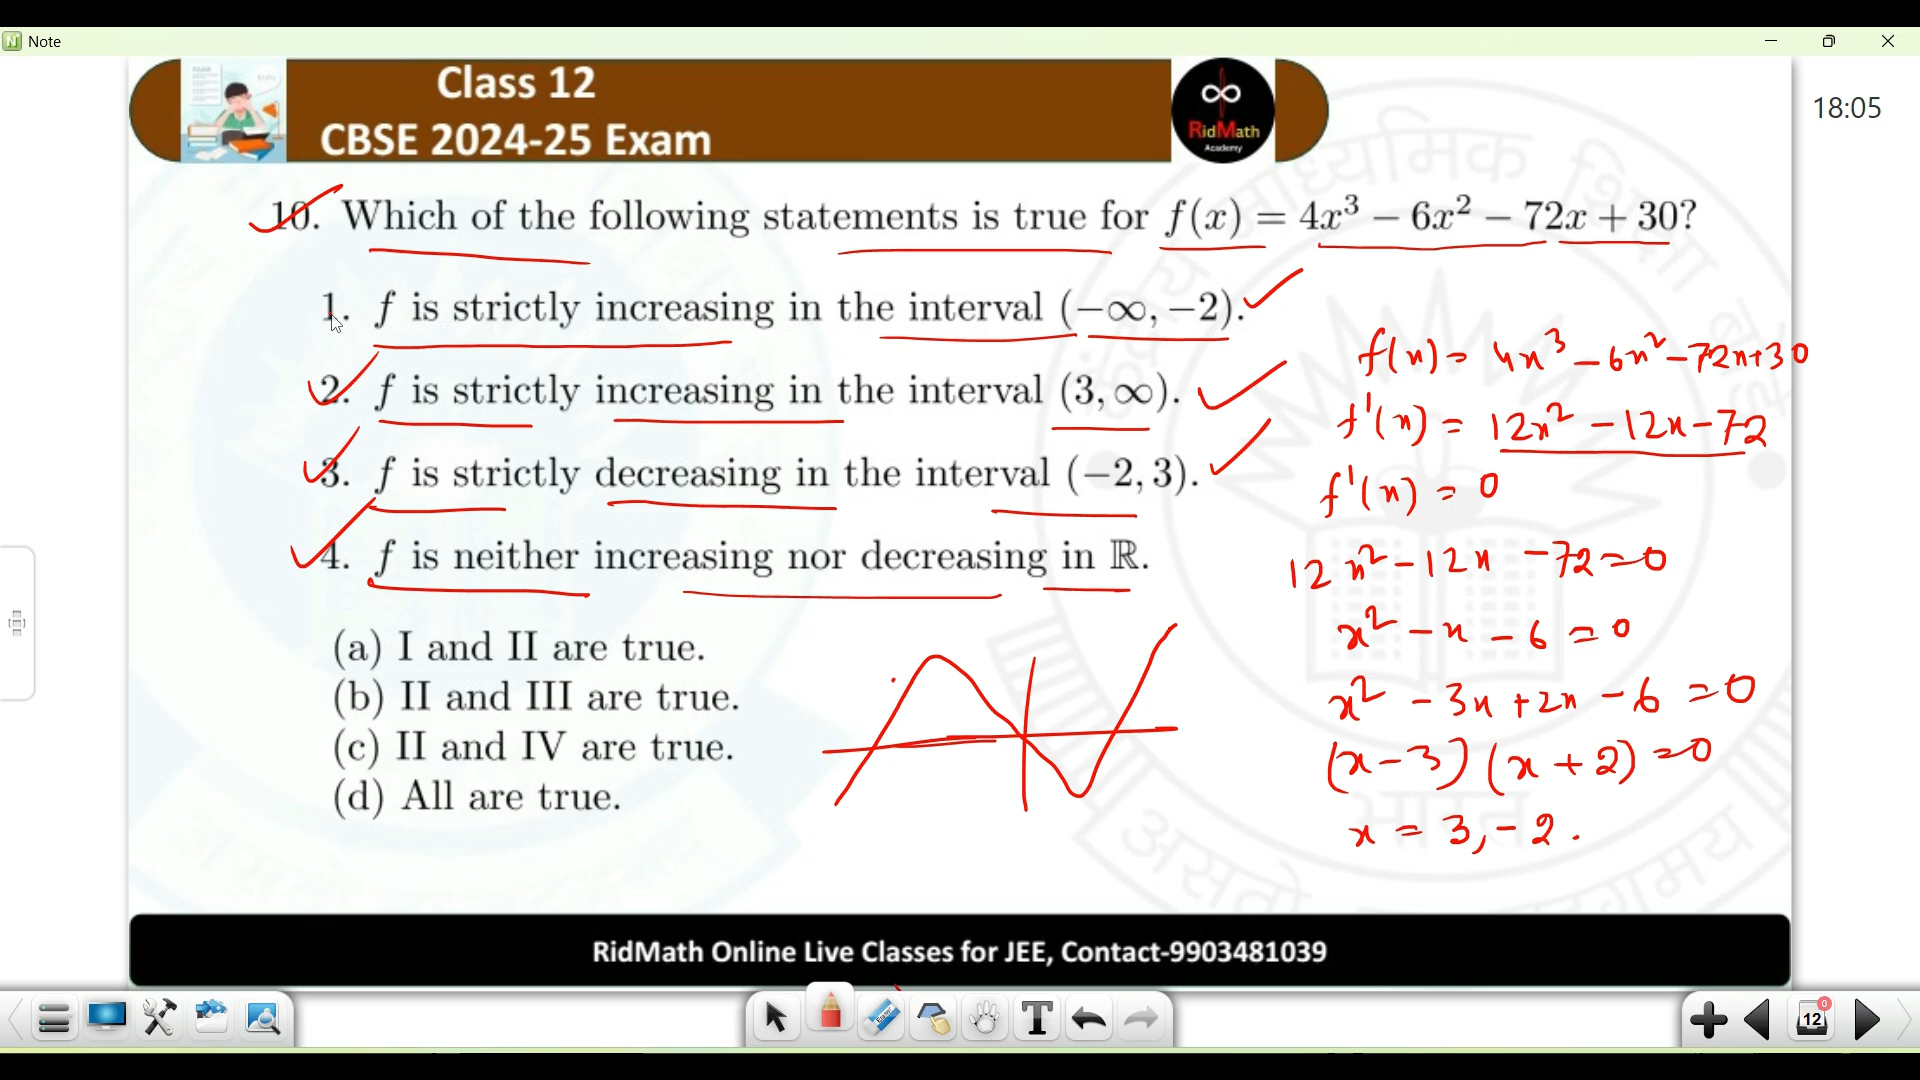 Note
Class 12
CBSE 2024-25 Exam
RidMath
Academy
18:05
10. Which of the following statements is true for f(x) = 4x³ − 6x² − 72x + 30?
1. f is strictly increasing in the interval (−∞, −2).
2. f is strictly increasing in the interval (3, ∞).
3. f is strictly decreasing in the interval (−2, 3).
4. f is neither increasing nor decreasing in ℝ.
(a) I and II are true.
(b) II and III are true.
(c) II and IV are true.
(d) All are true.
f(x) = 4x³ − 6x² − 72x + 30
f'(x) = 12x² − 12x − 72
f'(x) = 0
12x² − 12x − 72 = 0
x² − x − 6 = 0
x² − 3x + 2x − 6 = 0
(x − 3) (x + 2) = 0
x = 3, −2.
RidMath Online Live Classes for JEE, Contact-9903481039
T
12
0